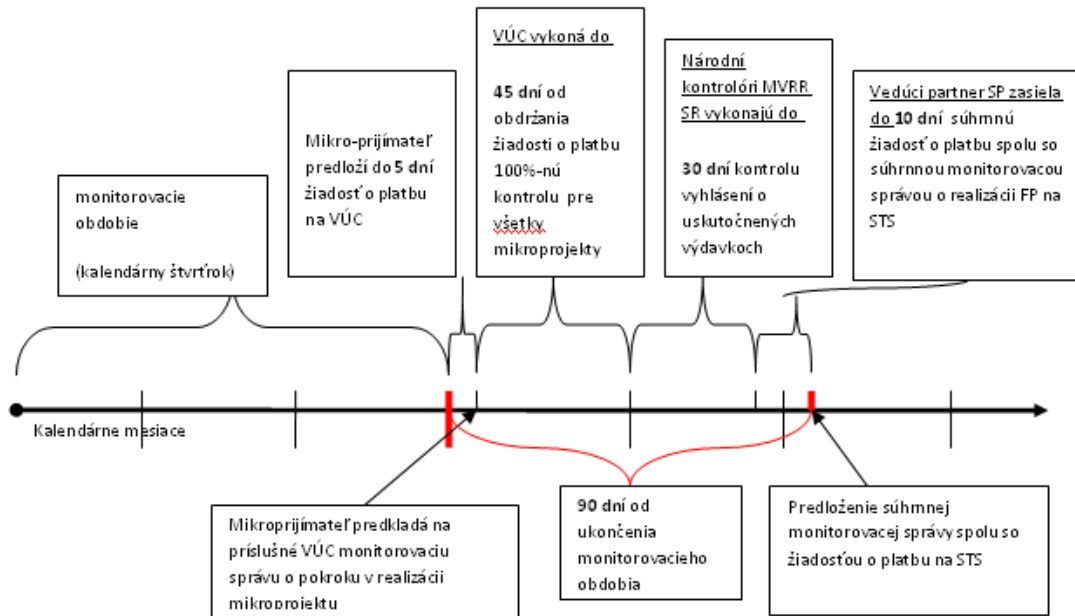 monitorovacie
obdobie
(kalendárny štvrťrok)
Mikro-prijímateľ
predloží do 5 dní
žiadosť o platbu
na VÚC
VÚC vykoná do
45 dní od
obdržania
žiadosti o platbu
100%-nú
kontrolu pre
všetky
mikroprojekty
Národní
kontrolóri MVRR
SR vykonajú do
30 dní kontrolu
vyhlásení o
uskutočnených
výdavkoch
Vedúci partner SP zasiela
do 10 dní súhrnú
žiadosť o platbu spolu so
súhrnnou monitorovacou
správou o realizácii FP na
STS
Kalendárne mesiace
Mikroprijímateľ predkladá na
príslušné VÚC monitorovaciu
správu o pokroku v realizácii
mikroprojektu
90 dní od
ukončenia
monitorovacieho
obdobia
Predloženie súhrnnej
monitorovacej správy spolu so
žiadosťou o platbu na STS